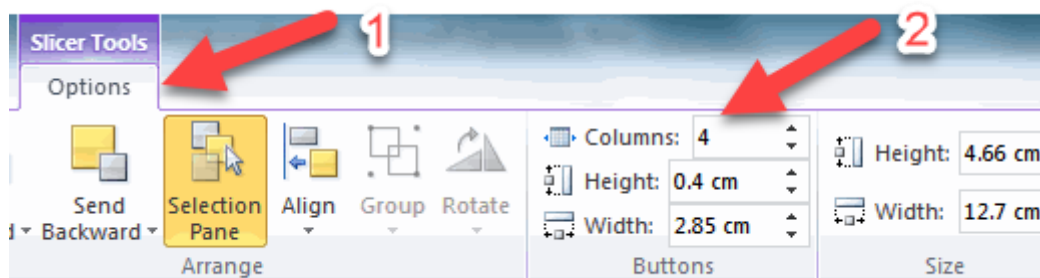 Slicer Tools
1
2
Options
Columns: 4
Height: 0.4 cm
Width: 2.85 cm
Height: 4.66 cm
Width: 12.7 cm
Send
Backward
Selection
Pane
Align
Group
Rotate
Arrange
Buttons
Size